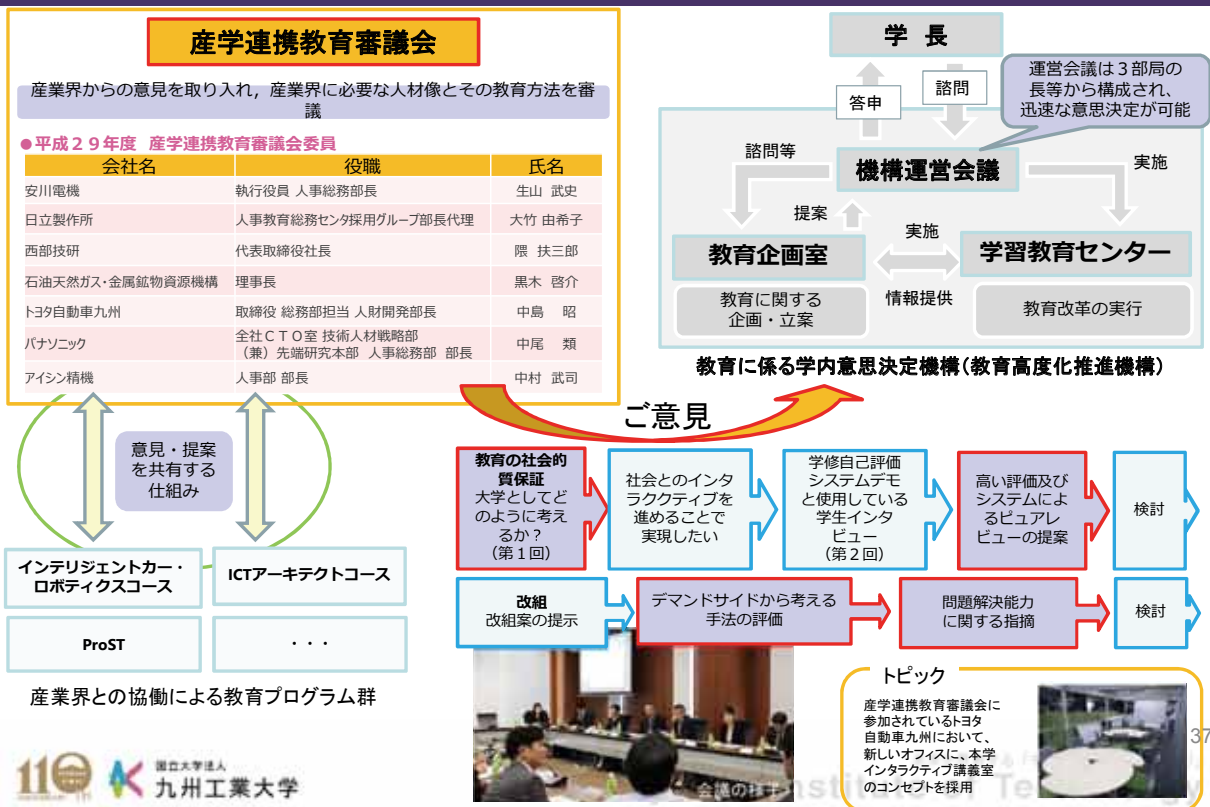 産学連携教育審議会
産業界からの意見を取り入れ，産業界に必要な人材像とその教育方法を審
議
●平成２９年度 産学連携教育審議会委員
会社名 役職 氏名
安川電機 執行役員 人事総務部長 生山 武史
日立製作所 人事教育総務センタ採用グループ部長代理 大竹 由希子
西部技研 代表取締役社長 隈 扶三郎
石油天然ガス・金属鉱物資源機構 理事長 黒木 啓介
トヨタ自動車九州 取締役 総務部担当 人財開発部長 中島 昭
パナソニック 全社ＣＴＯ室 技術人材戦略部
（兼）先端研究本部 人事総務部 部長 中尾 類
アイシン精機 人事部 部長 中村 武司
意見・提案
を共有する
仕組み
インテリジェントカー・
ロボティクスコース
ICTアーキテクトコース
ProST
・・・
産業界との協働による教育プログラム群
学 長
答申
諮問
運営会議は３部局の
長等から構成され、
迅速な意思決定が可能
諮問等
機構運営会議
実施
提案
教育企画室
実施
情報提供
学習教育センター
教育に関する
企画・立案
教育改革の実行
教育に係る学内意思決定機構（教育高度化推進機構）
ご意見
教育の社会的
質保証
大学としてど
のように考え
るか？
（第１回）
社会とのインタ
ラククティブを
進めることで
実現したい
学修自己評価
システムデモ
と使用している
学生インタ
ビュー
（第２回）
高い評価及び
システムによ
るピュアレ
ビューの提案
検討
改組
改組案の提示
デマンドサイドから考える
手法の評価
問題解決能力
に関する指摘
検討
会議の様子
トピック
産学連携教育審議会に
参加されているトヨタ
自動車九州において、
新しいオフィスに、本学
インタラクティブ講義室
のコンセプトを採用
37
110
国立大学法人
九州工業大学